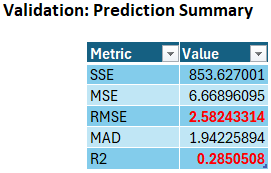 Validation: Prediction Summary
Metric Value
SSE 853.627001
MSE 6.66896095
RMSE 2.58243314
MAD 1.94225894
R2 0.2850508